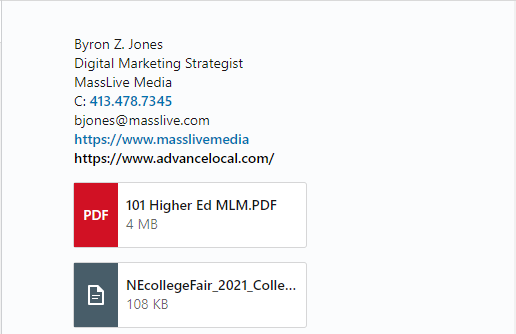 Byron Z. Jones
Digital Marketing Strategist
MassLive Media
C: 413.478.7345
bjones@masslive.com
https://www.masslivemedia
https://www.advancelocal.com/
PDF
101 Higher Ed MLM.PDF
4 MB
NEcollegeFair_2021_Colle...
108 KB